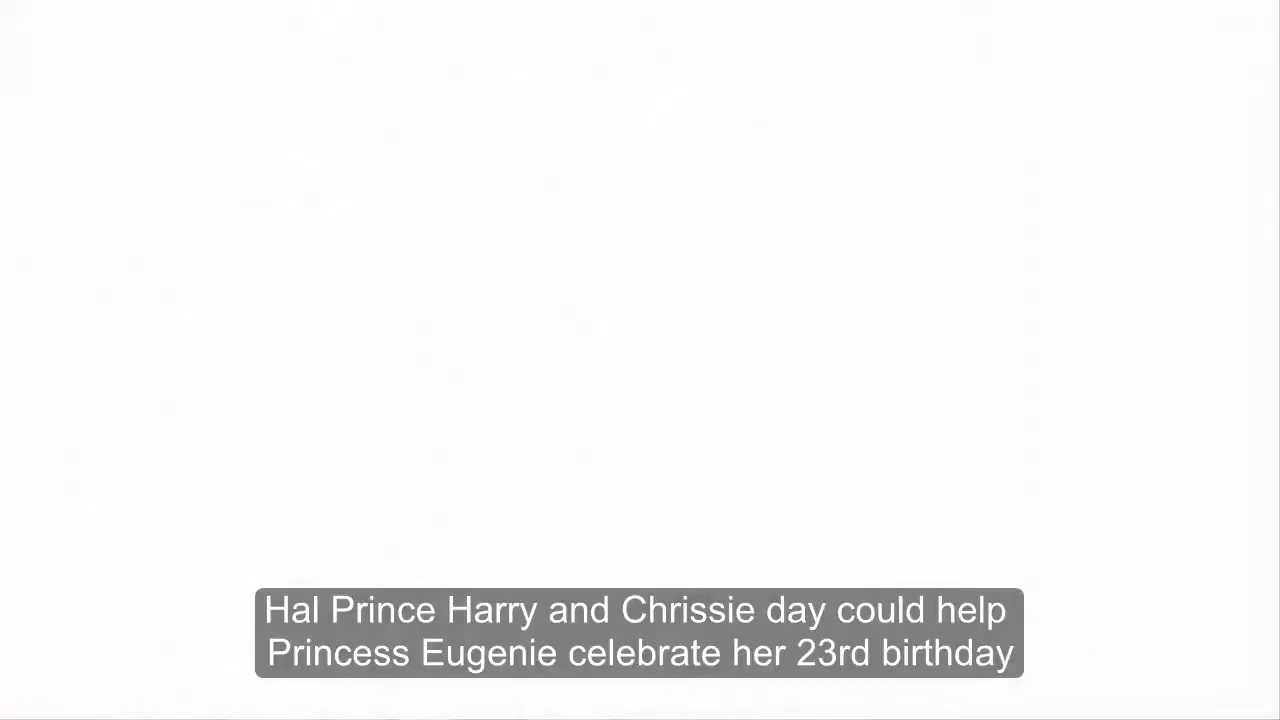 Hal Prince Harry and Chrissie day could help
Princess Eugenie celebrate her 23rd birthday